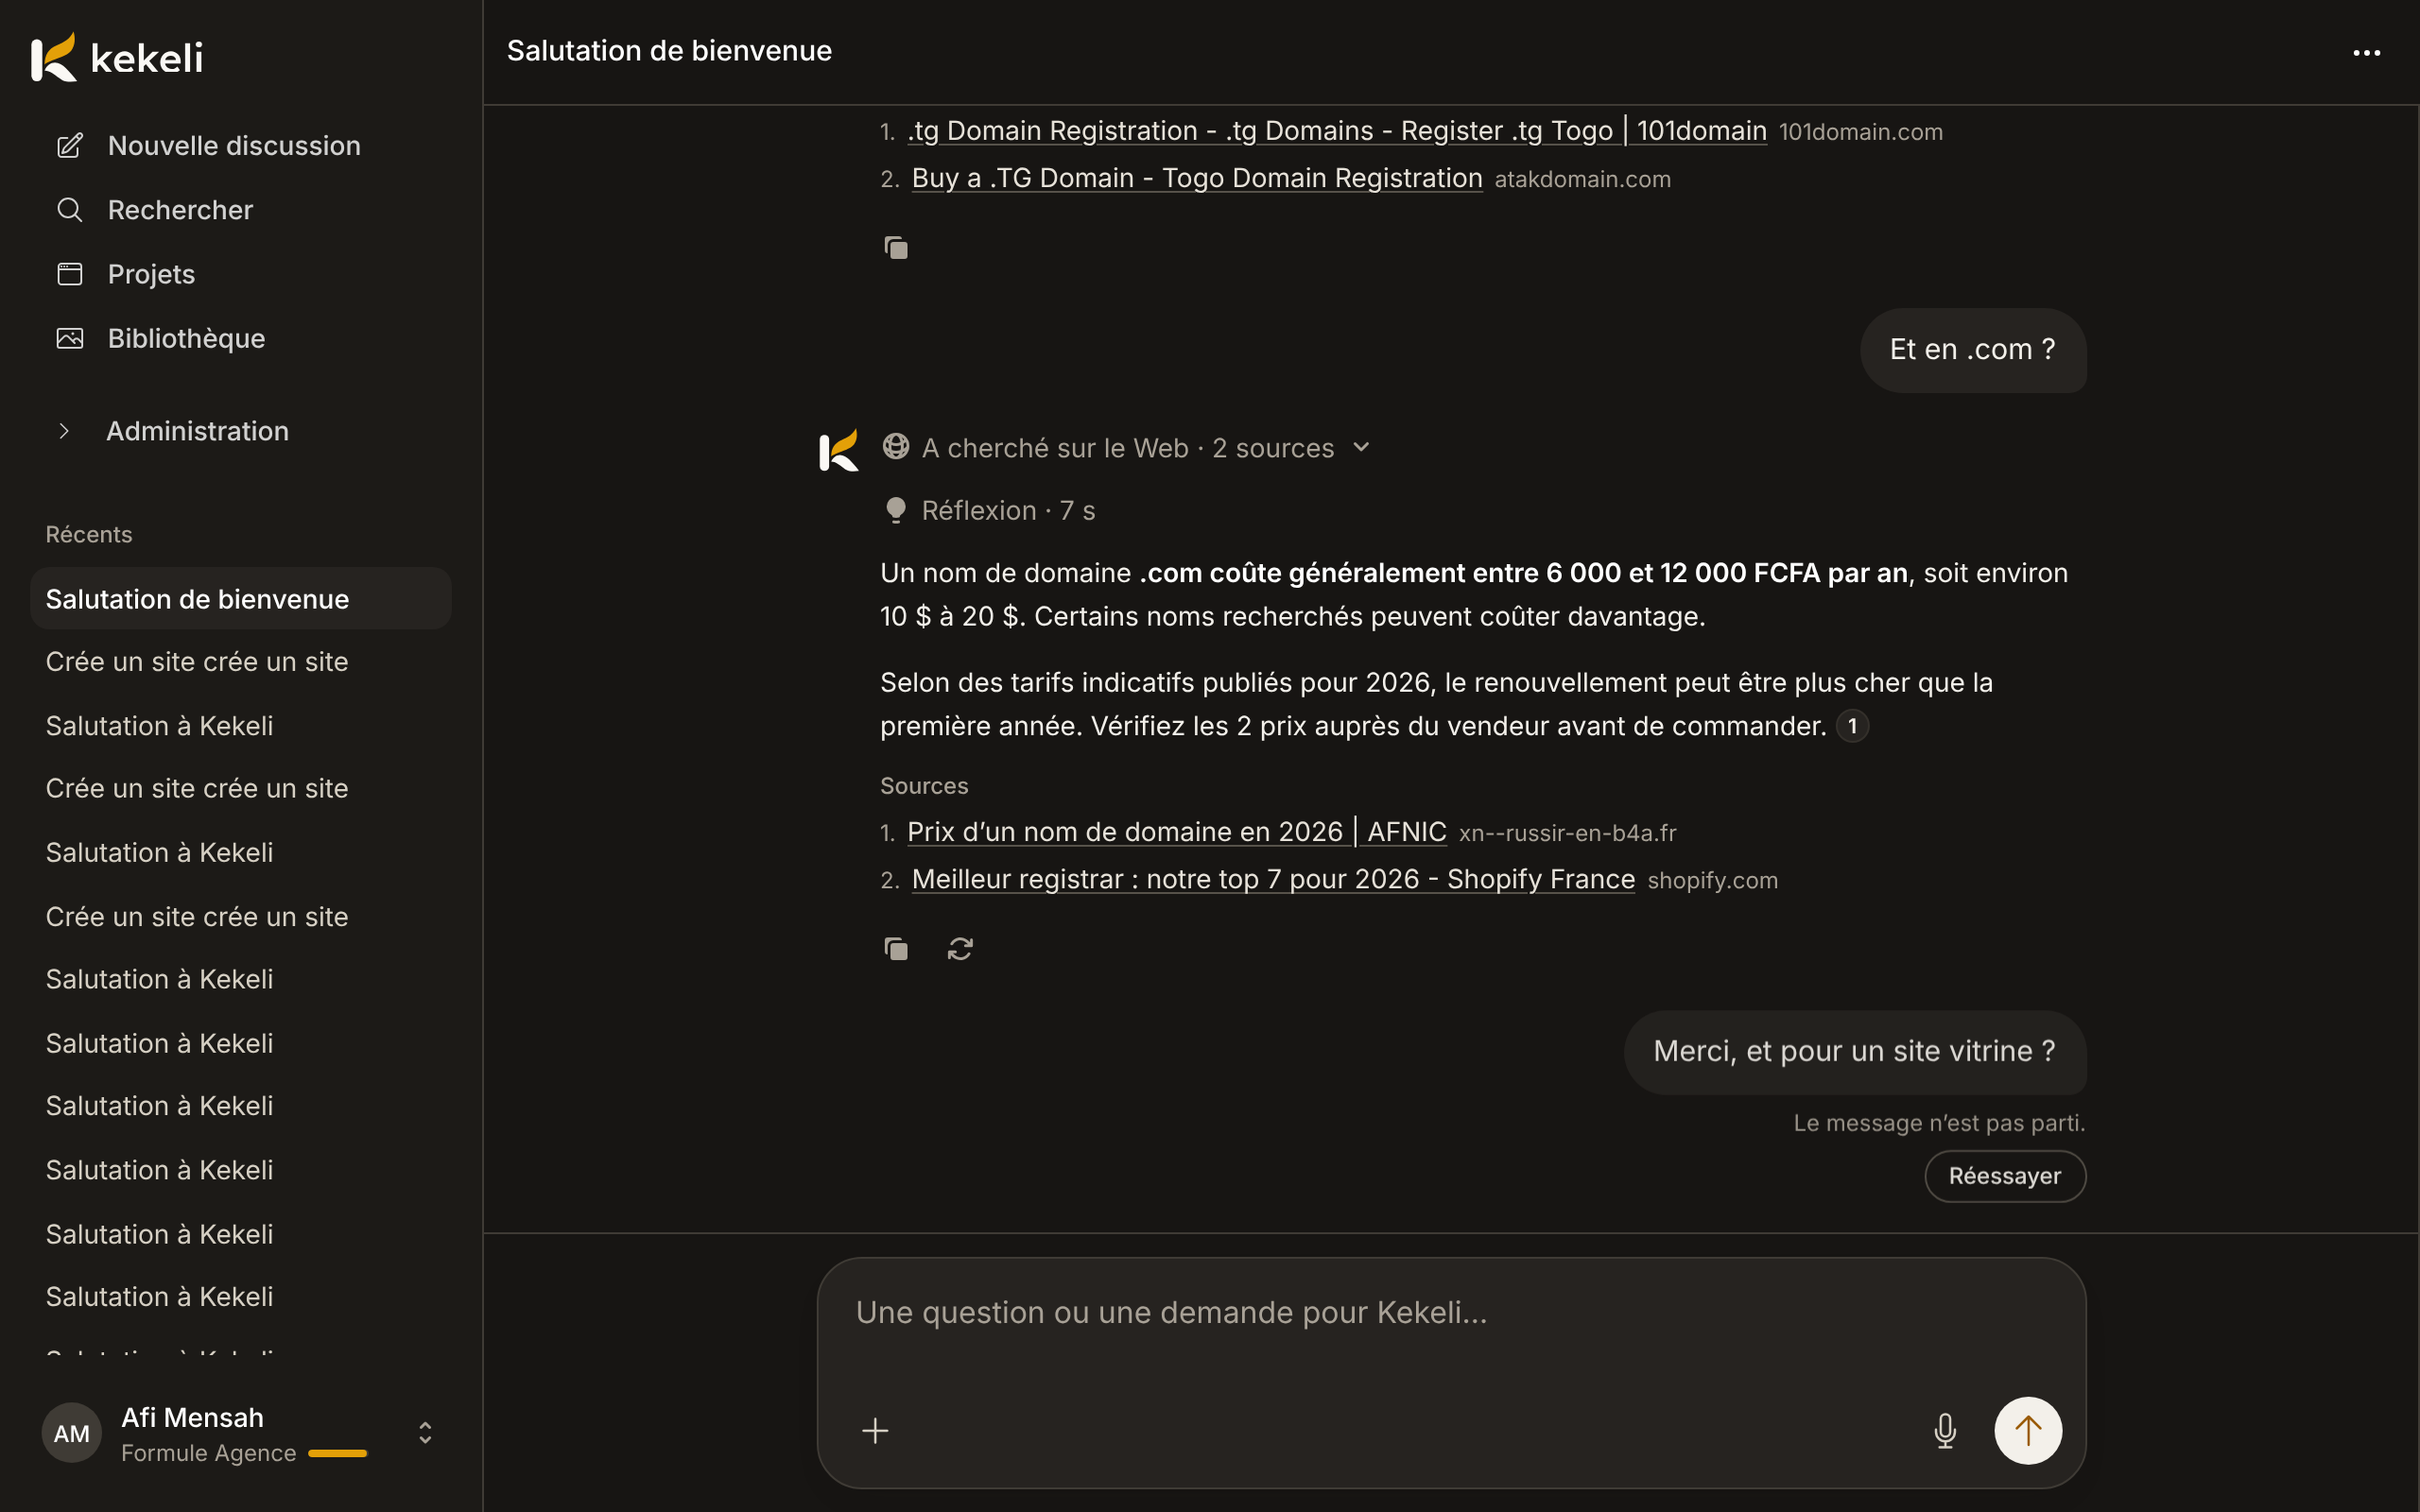 kekeli
Nouvelle discussion
Rechercher
Projets
Bibliothèque
Administration
Récents
Salutation de bienvenue
Crée un site crée un site
Salutation à Kekeli
Crée un site crée un site
Salutation à Kekeli
Crée un site crée un site
Salutation à Kekeli
Salutation à Kekeli
Salutation à Kekeli
Salutation à Kekeli
Salutation à Kekeli
Salutation à Kekeli
AM
Afi Mensah
Formule Agence
Salutation de bienvenue
1. .tg Domain Registration - .tg Domains - Register .tg Togo | 101domain 101domain.com
2. Buy a .TG Domain - Togo Domain Registration atakdomain.com
Et en .com ?
A cherché sur le Web · 2 sources
Réflexion · 7 s
Un nom de domaine .com coûte généralement entre 6 000 et 12 000 FCFA par an, soit environ
10 $ à 20 $. Certains noms recherchés peuvent coûter davantage.
Selon des tarifs indicatifs publiés pour 2026, le renouvellement peut être plus cher que la
première année. Vérifiez les 2 prix auprès du vendeur avant de commander. 1
Sources
1. Prix d’un nom de domaine en 2026 | AFNIC xn--russir-en-b4a.fr
2. Meilleur registrar : notre top 7 pour 2026 - Shopify France shopify.com
Merci, et pour un site vitrine ?
Le message n’est pas parti.
Réessayer
Une question ou une demande pour Kekeli...